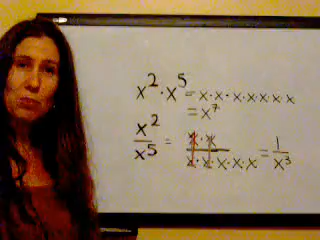 x²·x⁵ = x·x·x·x·x·x·x
= x⁷
x²/x⁵ = x·x/x·x·x·x·x = 1/x³